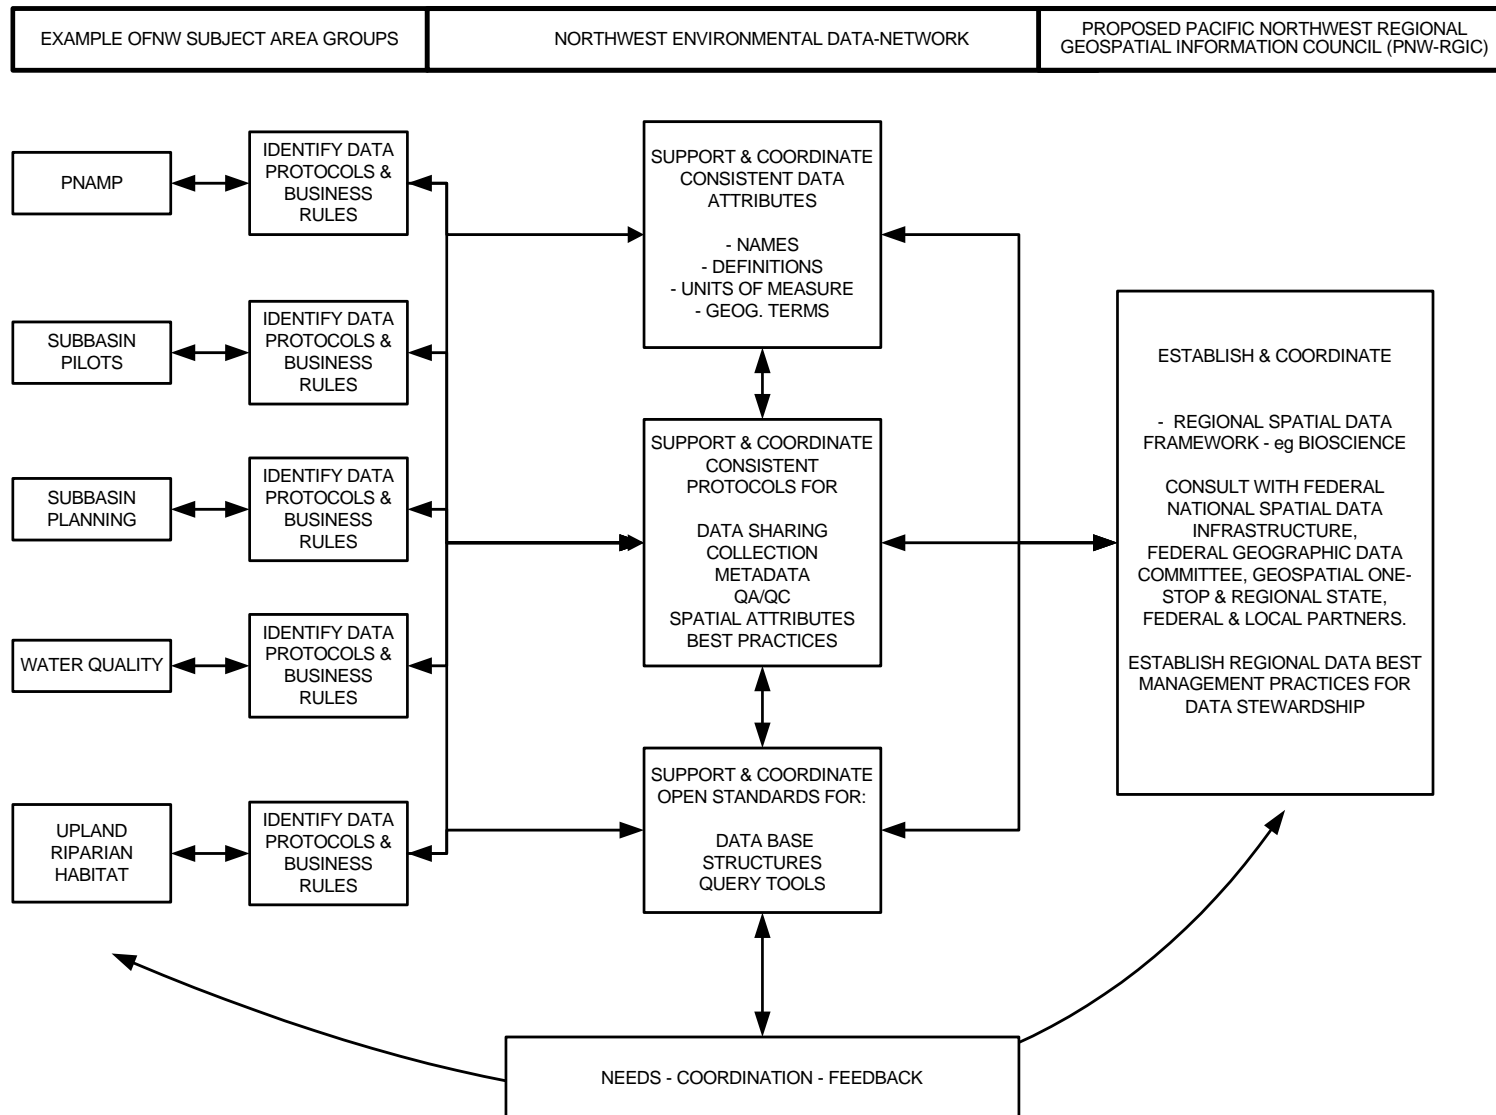 EXAMPLE OFNW SUBJECT AREA GROUPS
NORTHWEST ENVIRONMENTAL DATA-NETWORK
PROPOSED PACIFIC NORTHWEST REGIONAL
GEOSPATIAL INFORMATION COUNCIL (PNW-RGIC)
PNAMP
IDENTIFY DATA
PROTOCOLS &
BUSINESS
RULES
SUBBASIN
PILOTS
IDENTIFY DATA
PROTOCOLS &
BUSINESS
RULES
SUBBASIN
PLANNING
IDENTIFY DATA
PROTOCOLS &
BUSINESS
RULES
WATER QUALITY
IDENTIFY DATA
PROTOCOLS &
BUSINESS
RULES
UPLAND
RIPARIAN
HABITAT
IDENTIFY DATA
PROTOCOLS &
BUSINESS
RULES
SUPPORT & COORDINATE
CONSISTENT DATA
ATTRIBUTES
- NAMES
- DEFINITIONS
- UNITS OF MEASURE
- GEOG. TERMS
SUPPORT & COORDINATE
CONSISTENT
PROTOCOLS FOR
DATA SHARING
COLLECTION
METADATA
QA/QC
SPATIAL ATTRIBUTES
BEST PRACTICES
SUPPORT & COORDINATE
OPEN STANDARDS FOR:
DATA BASE
STRUCTURES
QUERY TOOLS
ESTABLISH & COORDINATE
- REGIONAL SPATIAL DATA
FRAMEWORK - eg BIOSCIENCE
CONSULT WITH FEDERAL
NATIONAL SPATIAL DATA
INFRASTRUCTURE,
FEDERAL GEOGRAPHIC DATA
COMMITTEE, GEOSPATIAL ONE-
STOP & REGIONAL STATE,
FEDERAL & LOCAL PARTNERS.
ESTABLISH REGIONAL DATA BEST
MANAGEMENT PRACTICES FOR
DATA STEWARDSHIP
NEEDS - COORDINATION - FEEDBACK